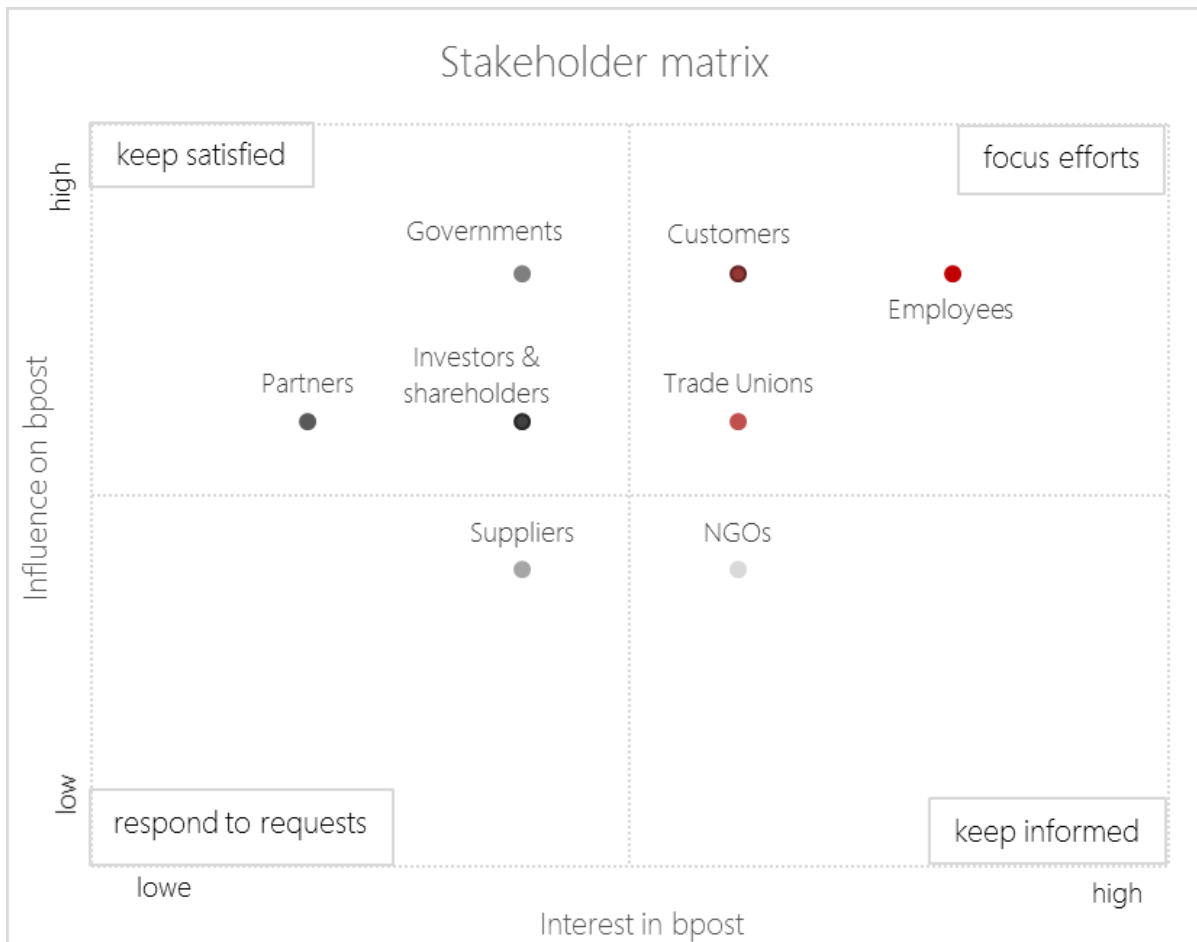 Stakeholder matrix
keep satisfied
focus efforts
high
Governments
Customers
Employees
Investors &
shareholders
Partners
Trade Unions
Influence on bpost
Suppliers
NGOs
low
respond to requests
keep informed
lowe
high
Interest in bpost